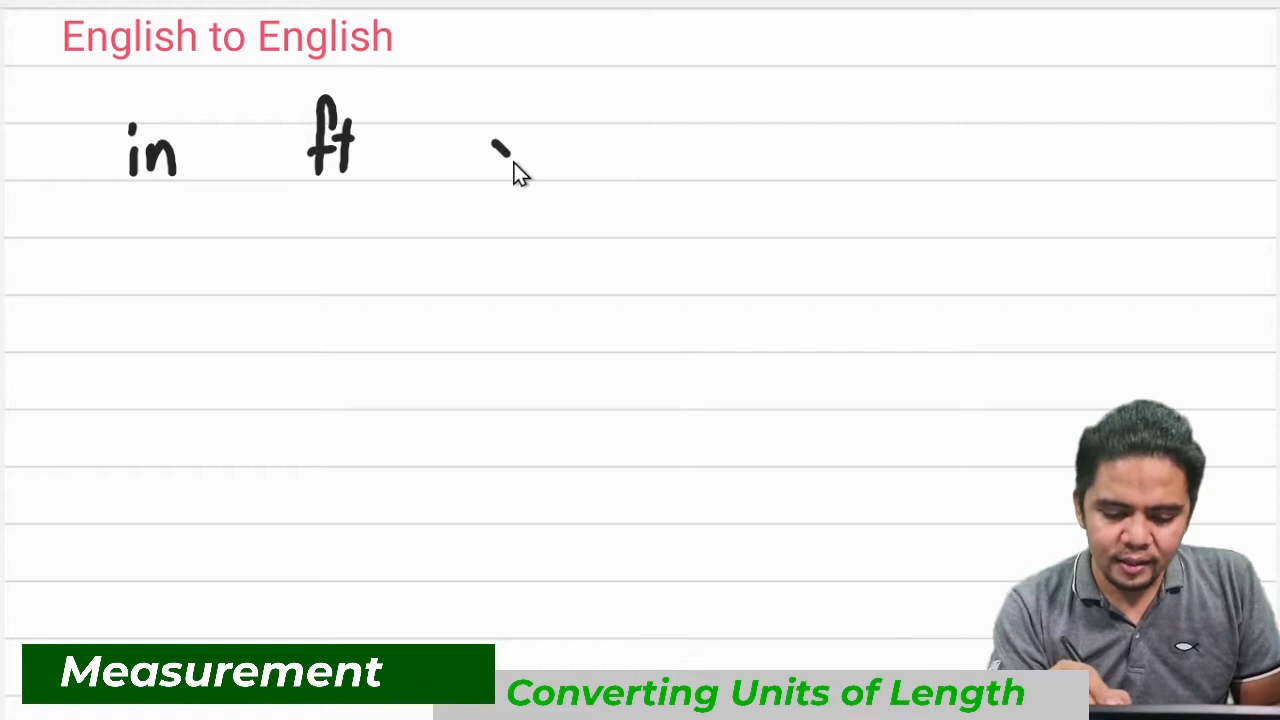 English to English
in ft
Measurement
Converting Units of Length